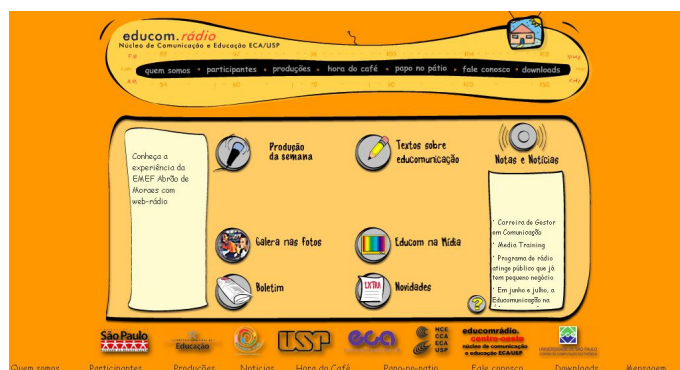 educom.rádio
Núcleo de Comunicação e Educação ECA/USP
quem somos • participantes • produções • hora do café • papo no pátio • fale conosco • downloads
Conheça a
experiência da
EMEF Abrão de
Moraes com
web-rádio
Produção
da semana
Textos sobre
educomunicação
Notas e Notícias
Galera nas fotos
Educom na Mídia
Boletim
EXTRA
Novidades
?
· Carreira de Gestor
em Comunicação
· Media Training
· Programa de rádio
atinge público que já
tem pequeno negócio
· Em junho e julho, a
Educomunicação na
São Paulo
Educação
USP
eca
NCE
CCA
ECA
USP
educomrádio.
centro-oeste
núcleo de comunicação
e educação ECA/USP
Quem somos Participantes Produções Noticias Hora do Café Papo-no-patio Fale conosco Downloads Mensagem